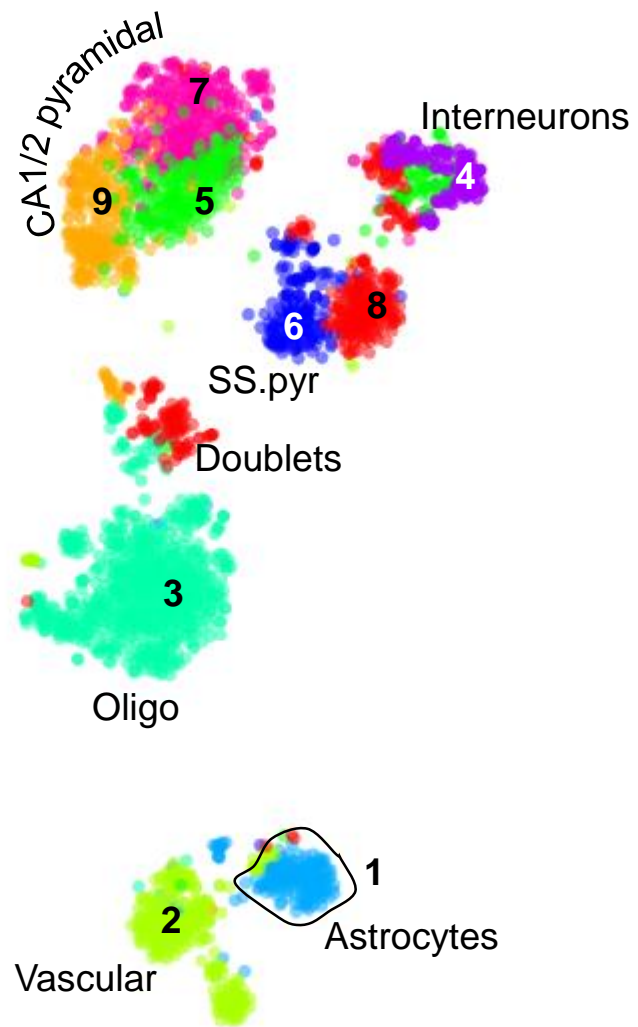 CA1/2 pyramidal
7
Interneurons
4
9
5
8
6
SS.pyr
Doublets
3
Oligo
1
2
Astrocytes
Vascular